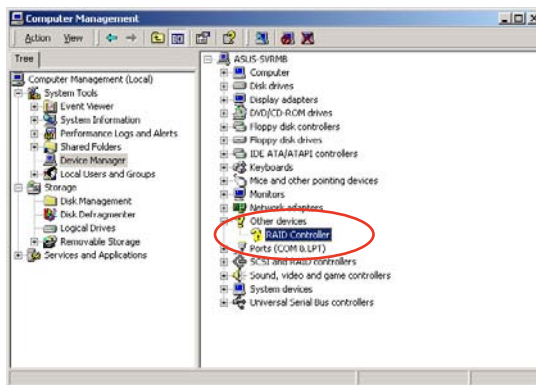 Computer Management
Action View
Tree
Computer Management (Local)
System Tools
Event Viewer
System Information
Performance Logs and Alerts
Shared Folders
Device Manager
Local Users and Groups
Storage
Disk Management
Disk Defragmenter
Logical Drives
Removable Storage
Services and Applications
ASUS-SVRMB
Computer
Disk drives
Display adapters
DVD/CD-ROM drives
Floppy disk controllers
Floppy disk drives
IDE ATA/ATAPI controllers
Keyboards
Mice and other pointing devices
Monitors
Network adapters
Other devices
RAID Controller
Ports (COM & LPT)
SCSI and RAID controllers
Sound, video and game controllers
System devices
Universal Serial Bus controllers